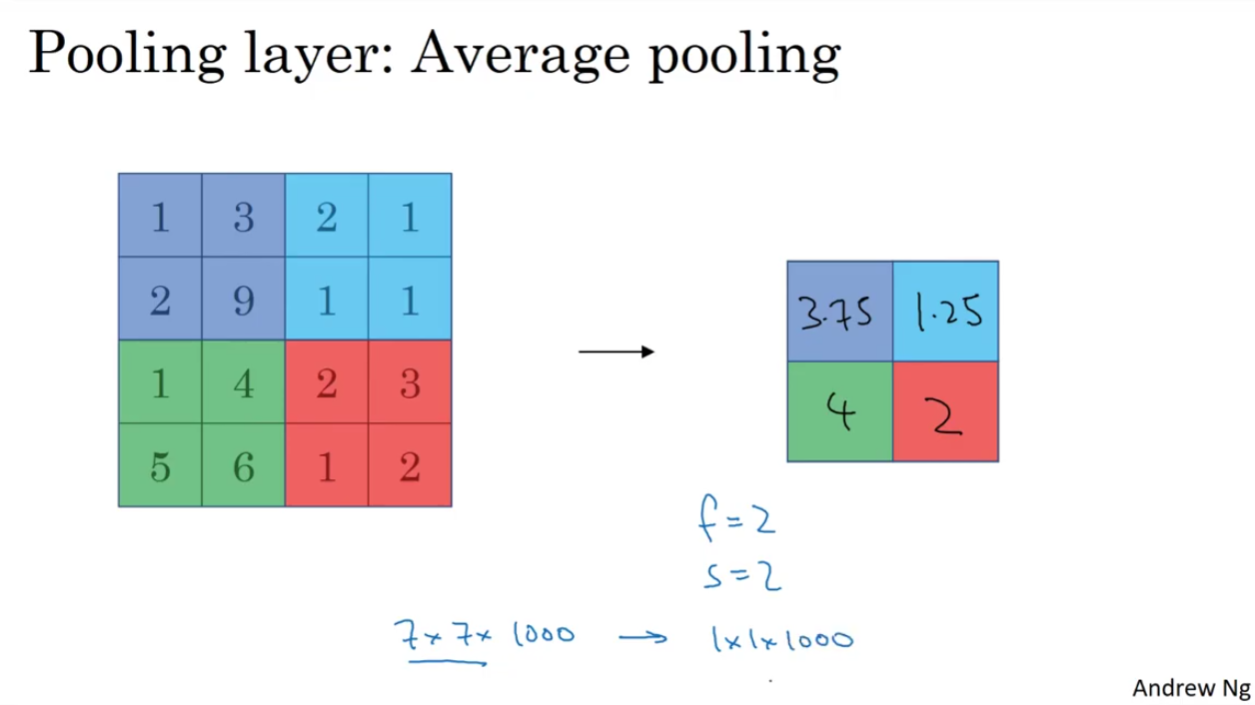 Pooling layer: Average pooling
1 3 2 1
2 9 1 1
1 4 2 3
5 6 1 2
3.75 1.25
4 2
f=2
s=2
7×7×1000 → 1×1×1000
Andrew Ng